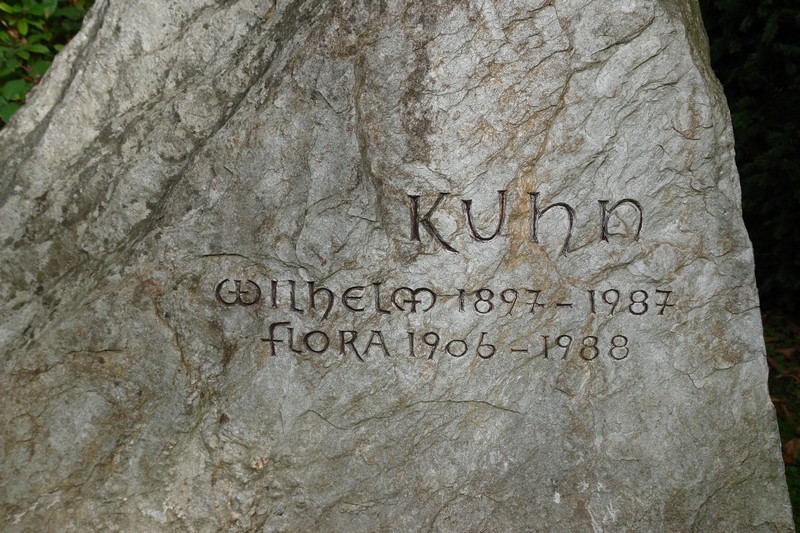 KUhn
WILhELM 1897 – 1987
flORA 1906 – 1988